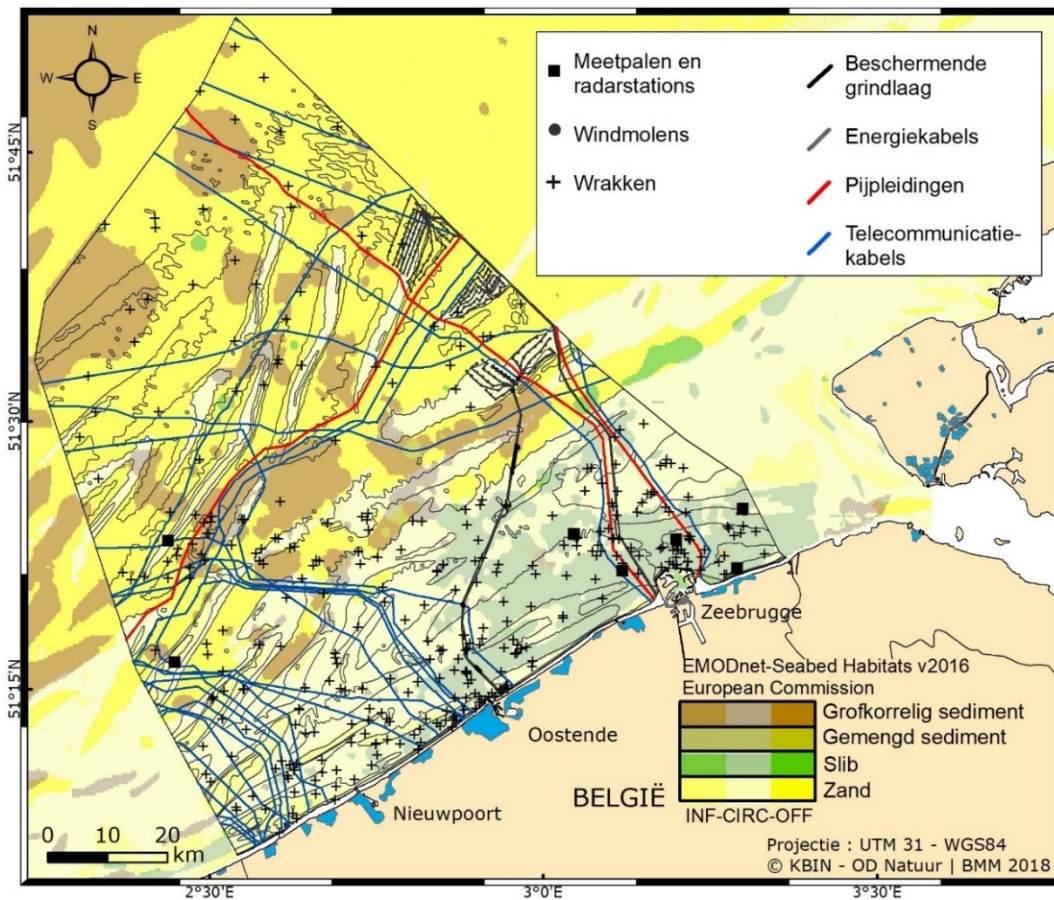 N
W E
S
Meetpalen en
radarstations
Windmolens
Wrakken
Beschermende
grindlaag
Energiekabels
Pijpleidingen
Telecommunicatie-
kabels
51°45'N
51°30'N
51°15'N
Zeebrugge
Oostende
Nieuwpoort
BELGIË
EMODnet-Seabed Habitats v2016
European Commission
Grofkorrelig sediment
Gemengd sediment
Slib
Zand
INF-CIRC-OFF
0 10 20
km
Projectie : UTM 31 - WGS84
© KBIN - OD Natuur | BMM 2018
2°30'E
3°0'E
3°30'E